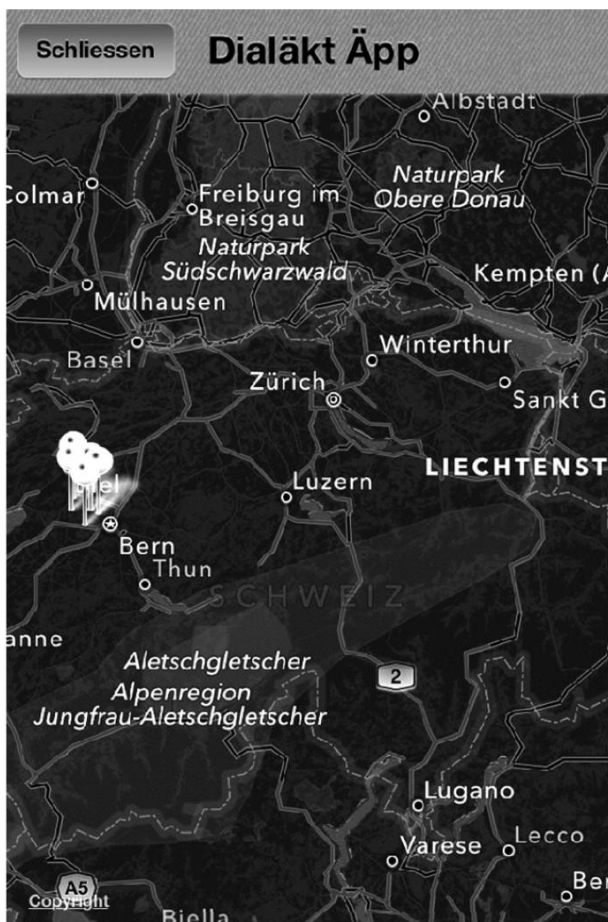 Schliessen
Dialäkt Äpp
Albstadt
Colmar
Freiburg im
Breisgau
Naturpark
Obere Donau
Naturpark
Südschwarzwald
Kempten (A
Mülhausen
Basel
Winterthur
Zürich
Sankt G
LIECHTENST
Luzern
Bern
Thun
SCHWEIZ
anne
Aletschgletscher
Alpenregion
Jungfrau-Aletschgletscher
2
Lugano
Varese
Lecco
A5
Copyright
Ber
Biella